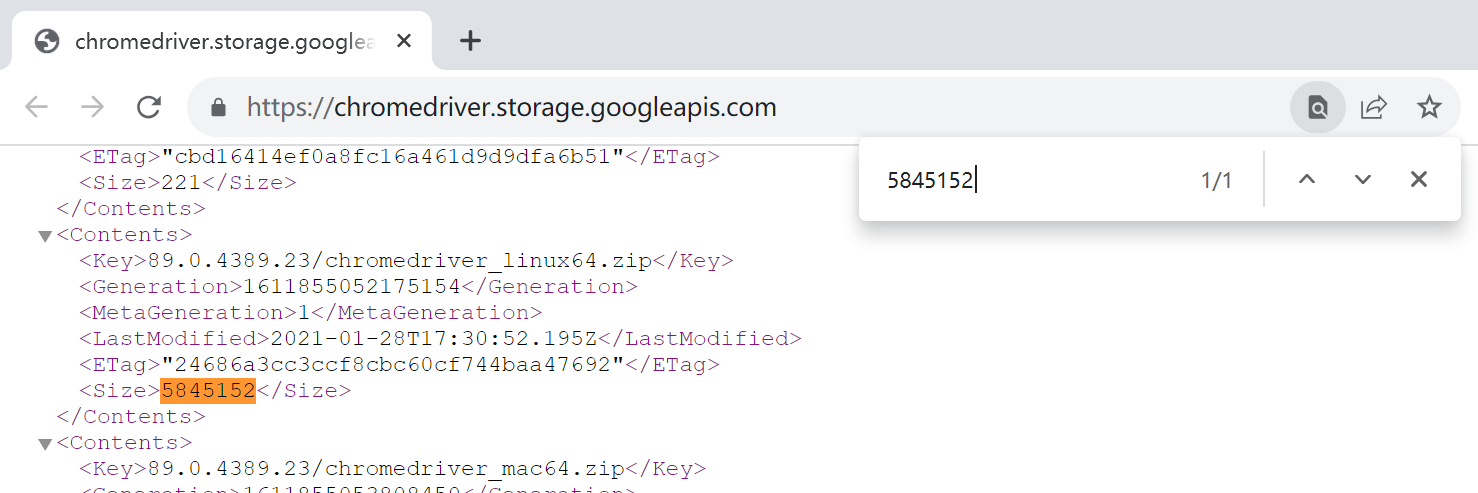 chromedriver.storage.googlea
https://chromedriver.storage.googleapis.com
5845152 1/1
<ETag>"cbd16414ef0a8fc16a461d9d9dfa6b51"</ETag>
<Size>221</Size>
</Contents>
<Contents>
<Key>89.0.4389.23/chromedriver_linux64.zip</Key>
<Generation>1611855052175154</Generation>
<MetaGeneration>1</MetaGeneration>
<LastModified>2021-01-28T17:30:52.195Z</LastModified>
<ETag>"24686a3cc3ccf8cbc60cf744baa47692"</ETag>
<Size>5845152</Size>
</Contents>
<Contents>
<Key>89.0.4389.23/chromedriver_mac64.zip</Key>
<Generation>1611855053808450</Generation>